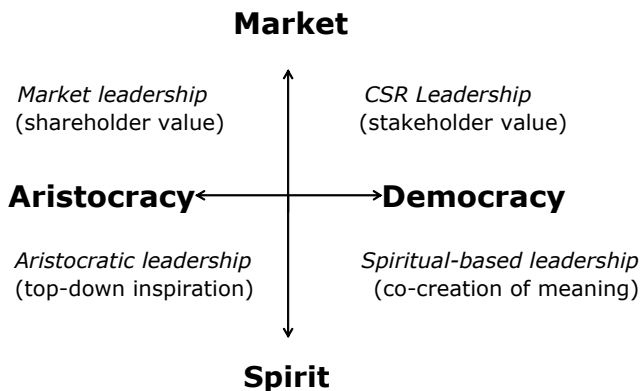 Market
Market leadership
(shareholder value)
CSR Leadership
(stakeholder value)
Aristocracy
Democracy
Aristocratic leadership
(top-down inspiration)
Spiritual-based leadership
(co-creation of meaning)
Spirit